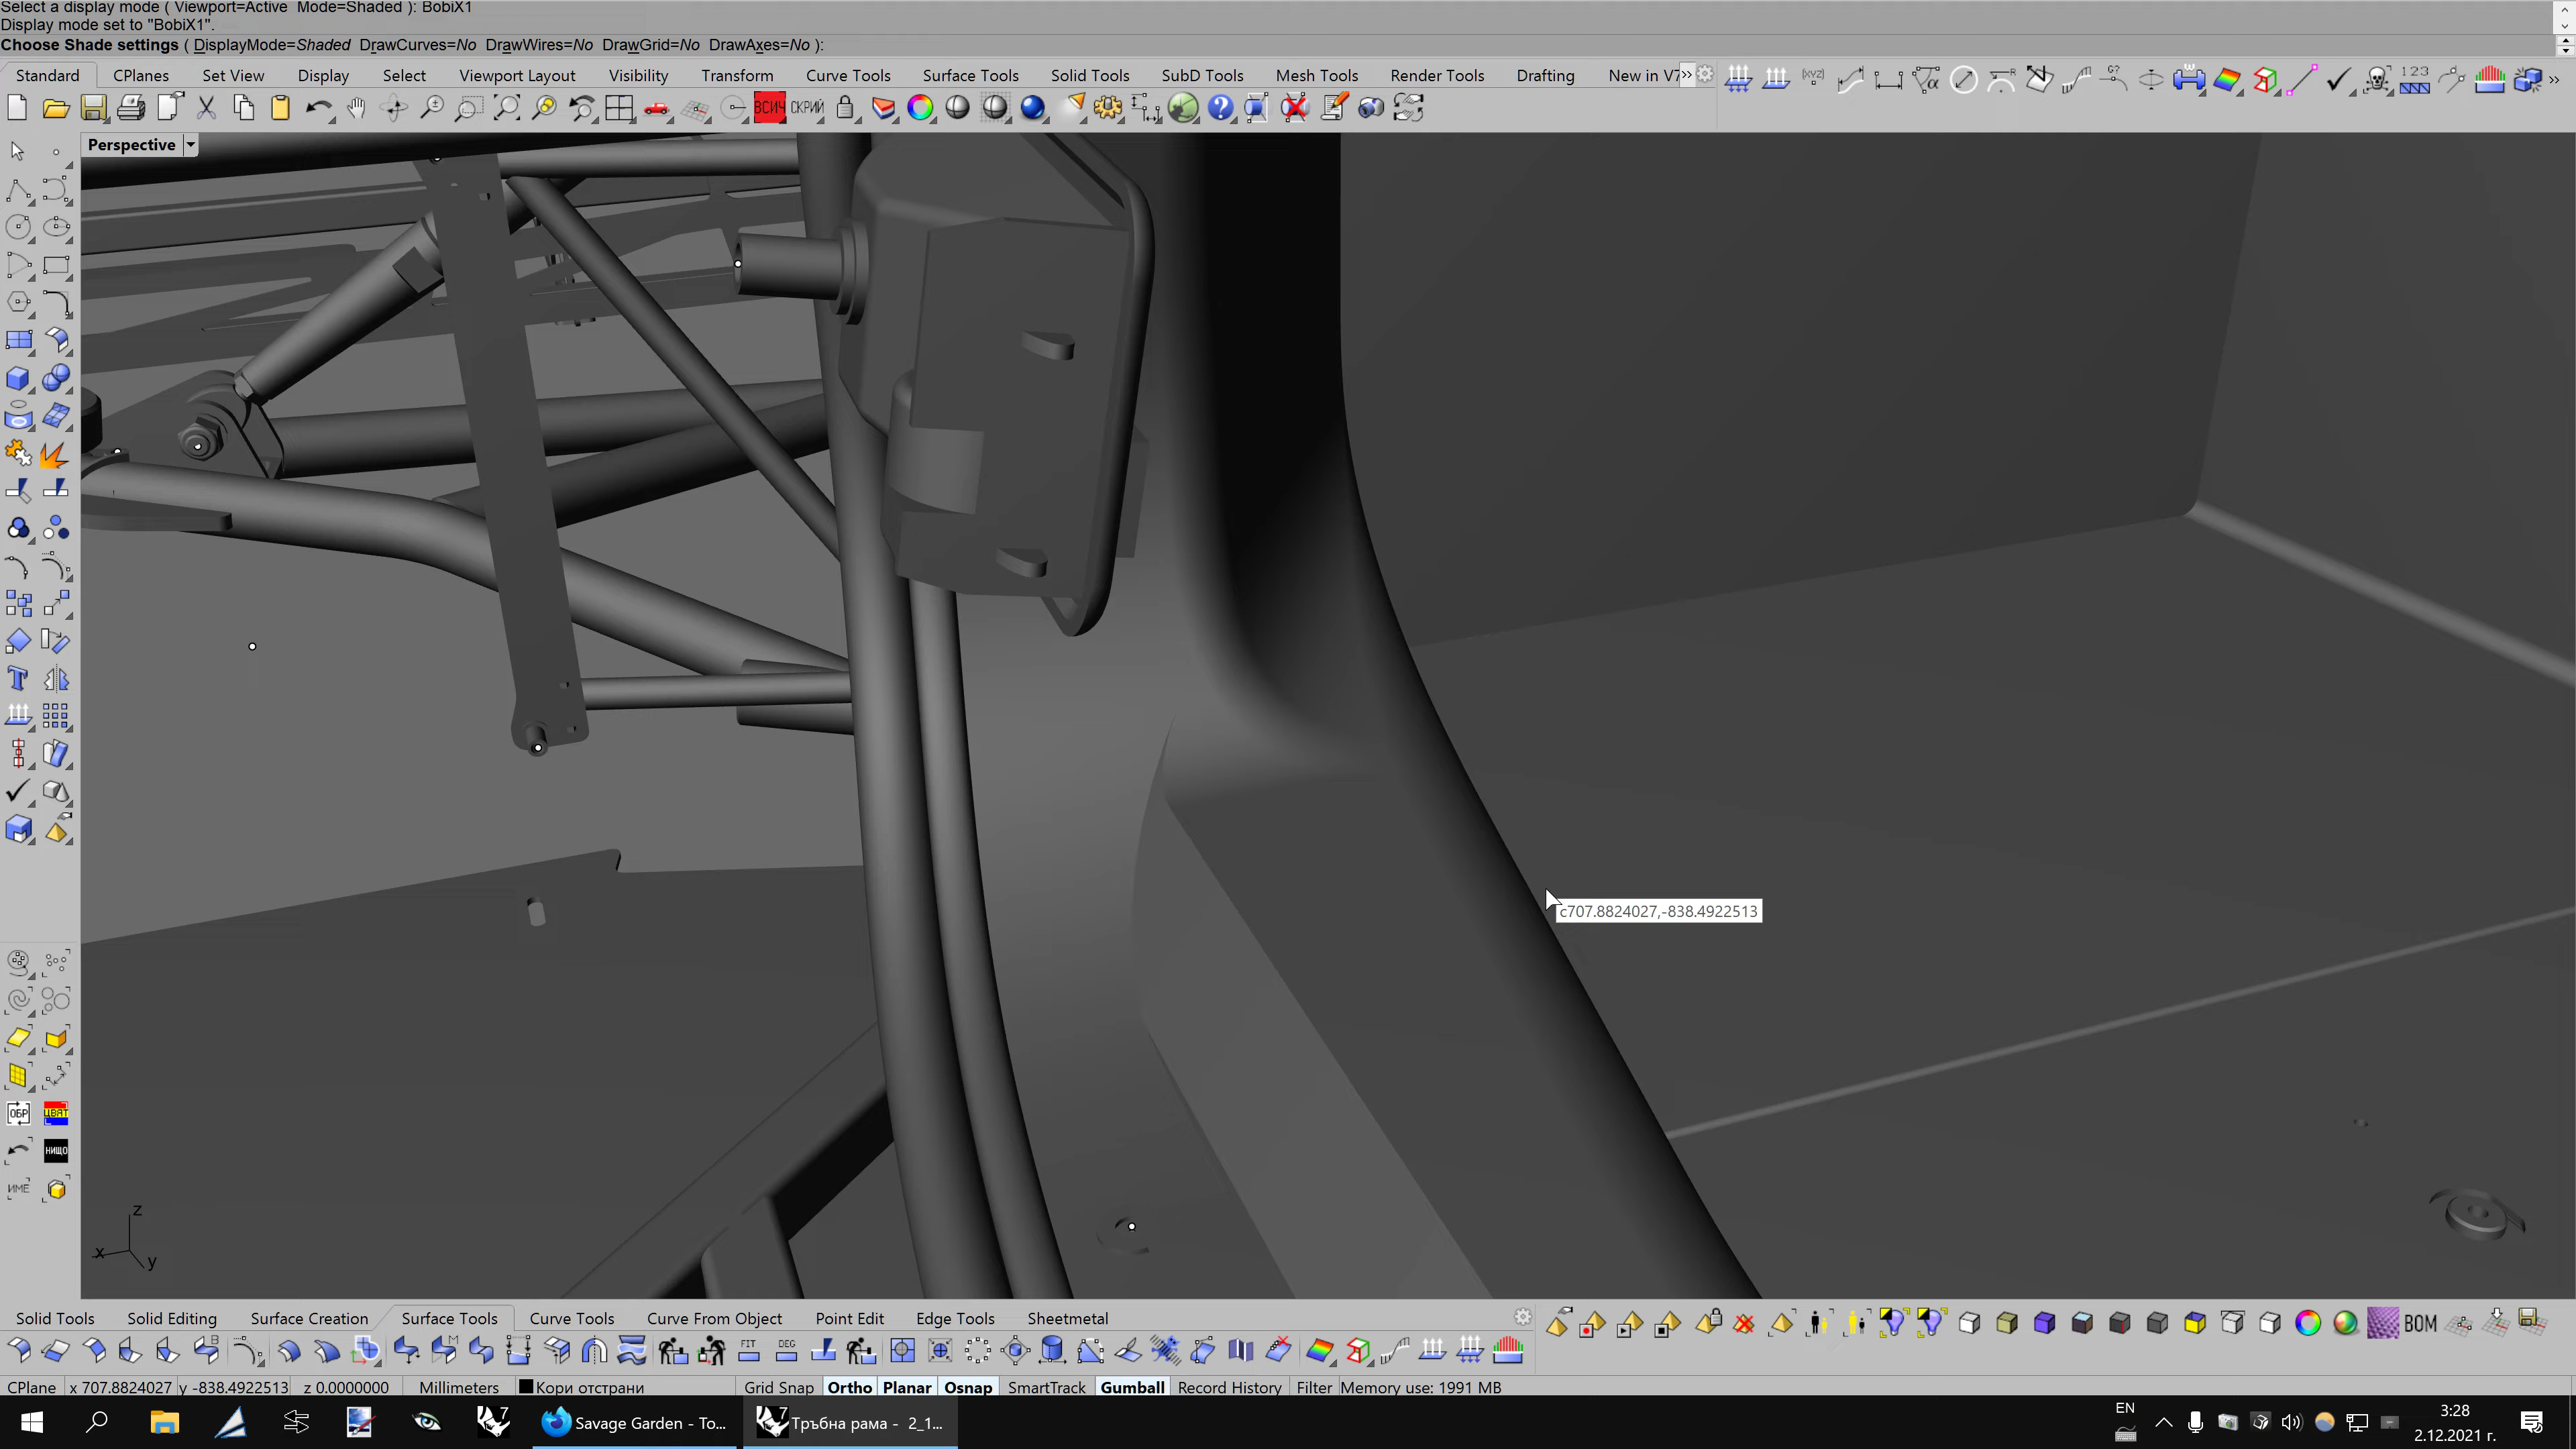 Select a display mode ( Viewport=Active  Mode=Shaded ): BobiX1
Display mode set to "BobiX1".
Choose Shade settings ( DisplayMode=Shaded  DrawCurves=No  DrawWires=No  DrawGrid=No  DrawAxes=No ):
Standard CPlanes Set View Display Select Viewport Layout Visibility Transform Curve Tools Surface Tools Solid Tools SubD Tools Mesh Tools Render Tools Drafting New in V7
ВСИЧ СКРИЙ
Perspective
c707.8824027,-838.4922513
ОБР ЦВЯТ
НИЩО
ИМЕ
z
x
y
Solid Tools Solid Editing Surface Creation Surface Tools Curve Tools Curve From Object Point Edit Edge Tools Sheetmetal
BOM
FIT DEG
CPlane x 707.8824027 y -838.4922513 z 0.0000000 Millimeters Кори отстрани Grid Snap Ortho Planar Osnap SmartTrack Gumball Record History Filter Memory use: 1991 MB
Savage Garden - To... Тръбна рама - 2_1...
EN
3:28
2.12.2021 г.